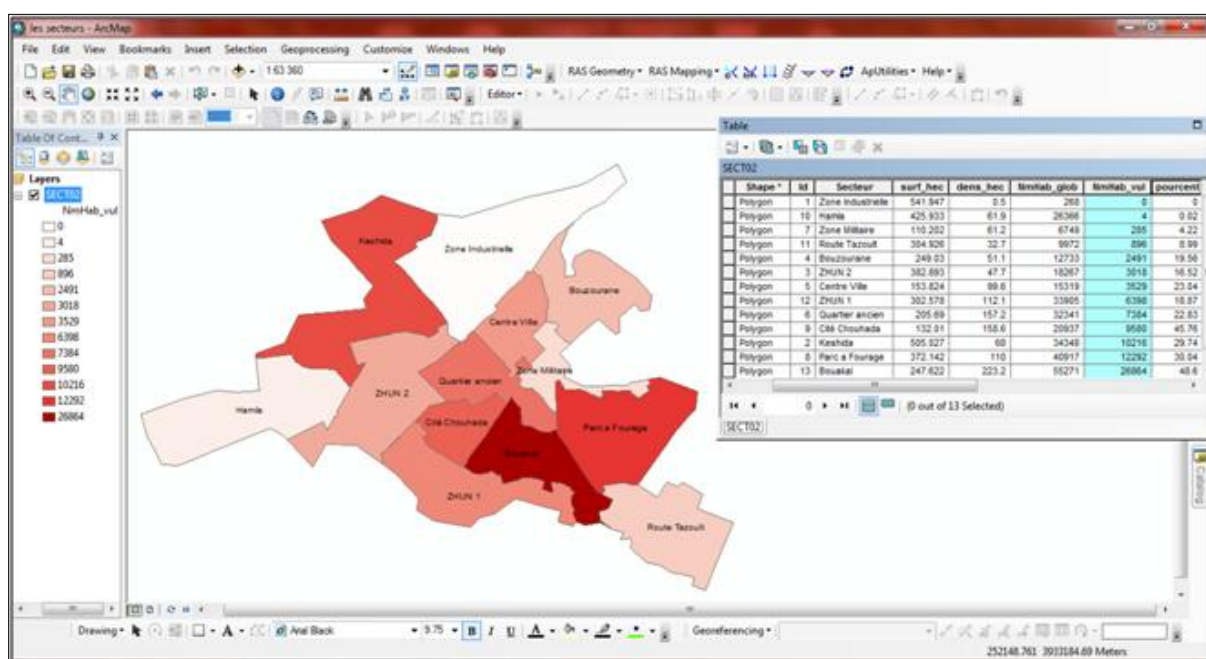 les secteurs - ArcMap
File Edit View Bookmarks Insert Selection Geoprocessing Customize Windows Help
1:63 360
RAS Geometry RAS Mapping ApUtilities Help
Editor
Table Of Cont...
Layers
SECT02
NmHab_vul
0
4
285
896
2491
3018
3529
6398
7384
9580
10216
12292
26864
Keshida
Zone Industrielle
Bouzourane
Centre Ville
Zone Militaire
Quartier ancien
ZHUN 2
Hamla
Cité Chouhada
Bouakal
Parc a Fourage
ZHUN 1
Route Tazoult
Table
SECT02
Shape * Id Secteur surf_hec dens_hec NmHab_glob NmHab_vul pourcent
Polygon 1 Zone Industrielle 541.947 0.5 268 0 0
Polygon 10 Hamla 425.933 61.9 26366 4 0.02
Polygon 7 Zone Militaire 110.202 61.2 6749 285 4.22
Polygon 11 Route Tazoult 304.926 32.7 9972 896 8.99
Polygon 4 Bouzourane 249.03 51.1 12733 2491 19.56
Polygon 3 ZHUN 2 382.693 47.7 18267 3018 16.52
Polygon 5 Centre Ville 153.824 99.6 15319 3529 23.04
Polygon 12 ZHUN 1 302.578 112.1 33905 6398 18.87
Polygon 6 Quartier ancien 205.69 157.2 32341 7384 22.83
Polygon 9 Cité Chouhada 132.01 158.6 20937 9580 45.76
Polygon 2 Keshida 505.027 68 34348 10216 29.74
Polygon 8 Parc a Fourage 372.142 110 40917 12292 30.04
Polygon 13 Bouakal 247.622 223.2 55271 26864 48.6
0 (0 out of 13 Selected)
SECT02
Catalog
Drawing A Arial Black 9.75 B I U A Georeferencing
252148.761 3933184.69 Meters